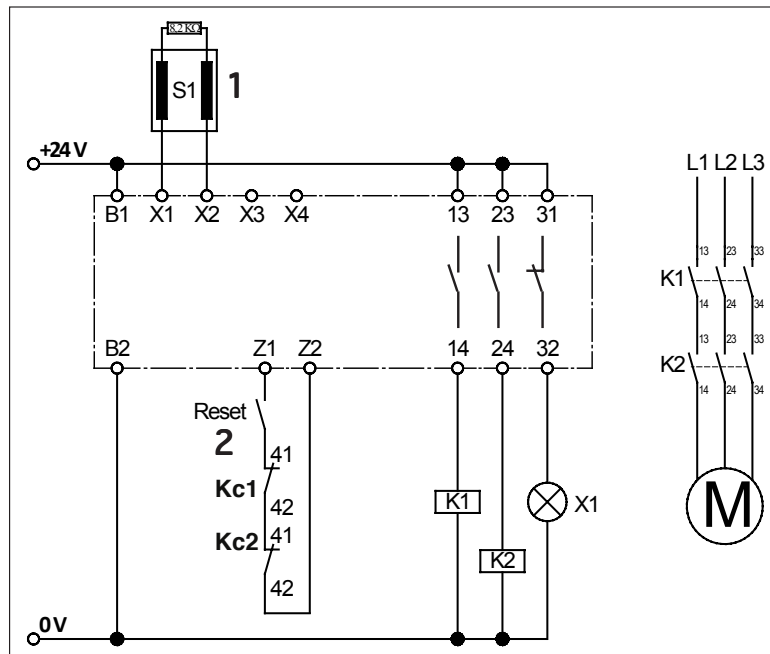 8,2 KΩ
S1 1
+24 V
B1 X1 X2 X3 X4 13 23 31
L1 L2 L3
13 23 33
K1
14 24 34
13 23 33
K2
14 24 34
M
B2 Z1 Z2 14 24 32
Reset
2
41
Kc1
42
41
Kc2
42
K1
X1
K2
0 V